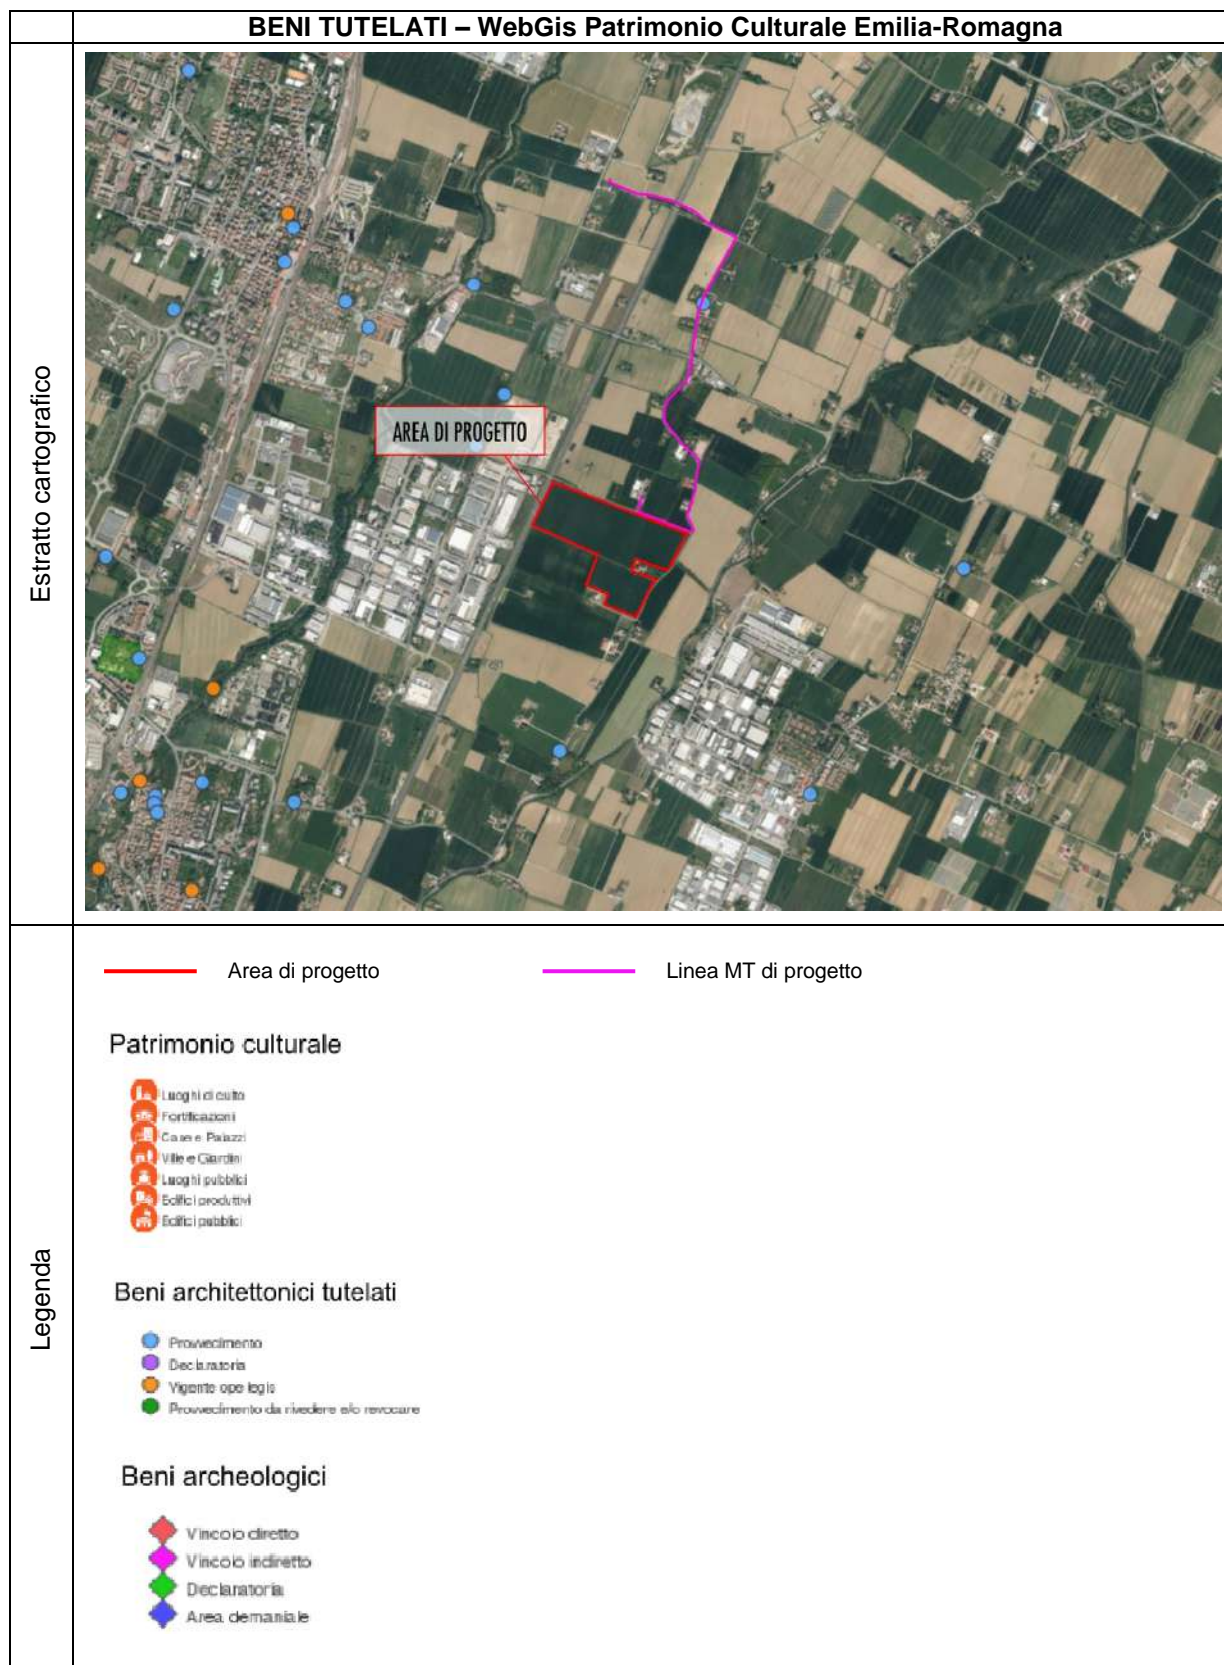 BENI TUTELATI – WebGis Patrimonio Culturale Emilia-Romagna
Estratto cartografico
AREA DI PROGETTO
Legenda
Area di progetto
Linea MT di progetto
Patrimonio culturale
Luoghi di culto
Fortificazioni
Case e Palazzi
Ville e Giardini
Luoghi pubblici
Edifici produttivi
Edifici pubblici
Beni architettonici tutelati
Provvedimento
Declaratoria
Vigente ope legis
Provvedimento da rivedere e/o revocare
Beni archeologici
Vincolo diretto
Vincolo indiretto
Declaratoria
Area demaniale